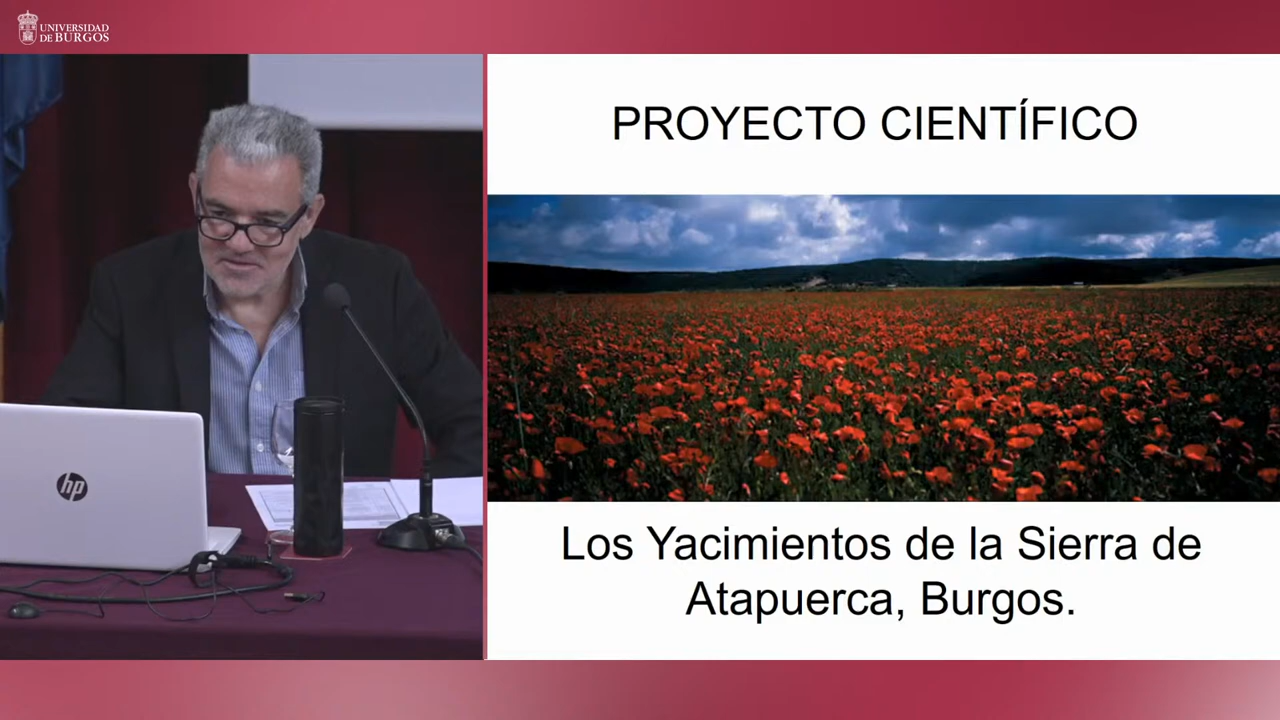 UNIVERSIDAD
DE BURGOS
PROYECTO CIENTÍFICO
hp
Los Yacimientos de la Sierra de
Atapuerca, Burgos.